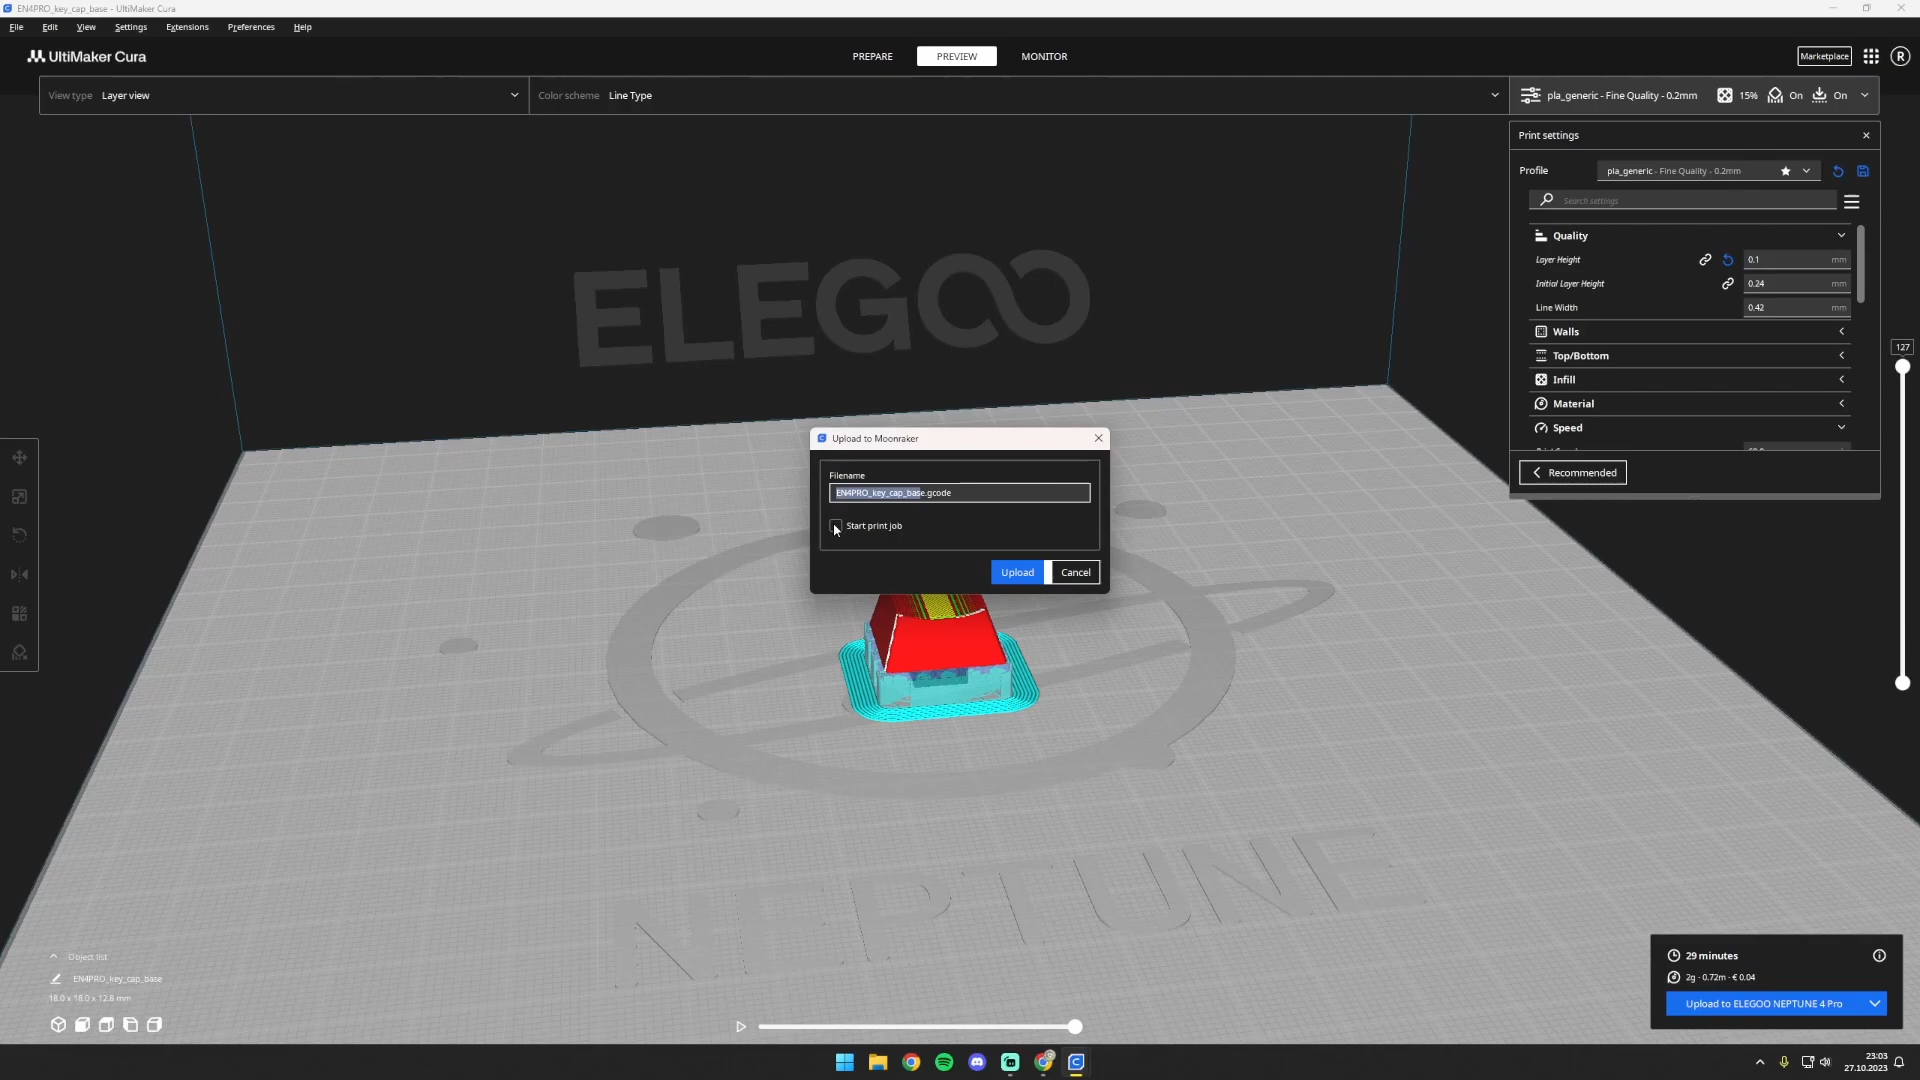 EN4PRO_key_cap_base - UltiMaker Cura
File Edit View Settings Extensions Preferences Help
UltiMaker Cura
PREPARE PREVIEW MONITOR
Marketplace R
View type Layer view
Color scheme Line Type
pla_generic - Fine Quality - 0.2mm 15% On On
Print settings
Profile pla_generic - Fine Quality - 0.2mm
Search settings
Quality
Layer Height 0.1 mm
Initial Layer Height 0.24 mm
Line Width 0.42 mm
Walls
Top/Bottom
Infill
Material
Speed
Recommended
127
ELEGOO
Upload to Moonraker
Filename
EN4PRO_key_cap_base.gcode
Start print job
Upload Cancel
NEPTUNE
Object list
EN4PRO_key_cap_base
18.0 x 18.0 x 12.8 mm
29 minutes
2g · 0.72m · € 0.04
Upload to ELEGOO NEPTUNE 4 Pro
23:03
27.10.2023